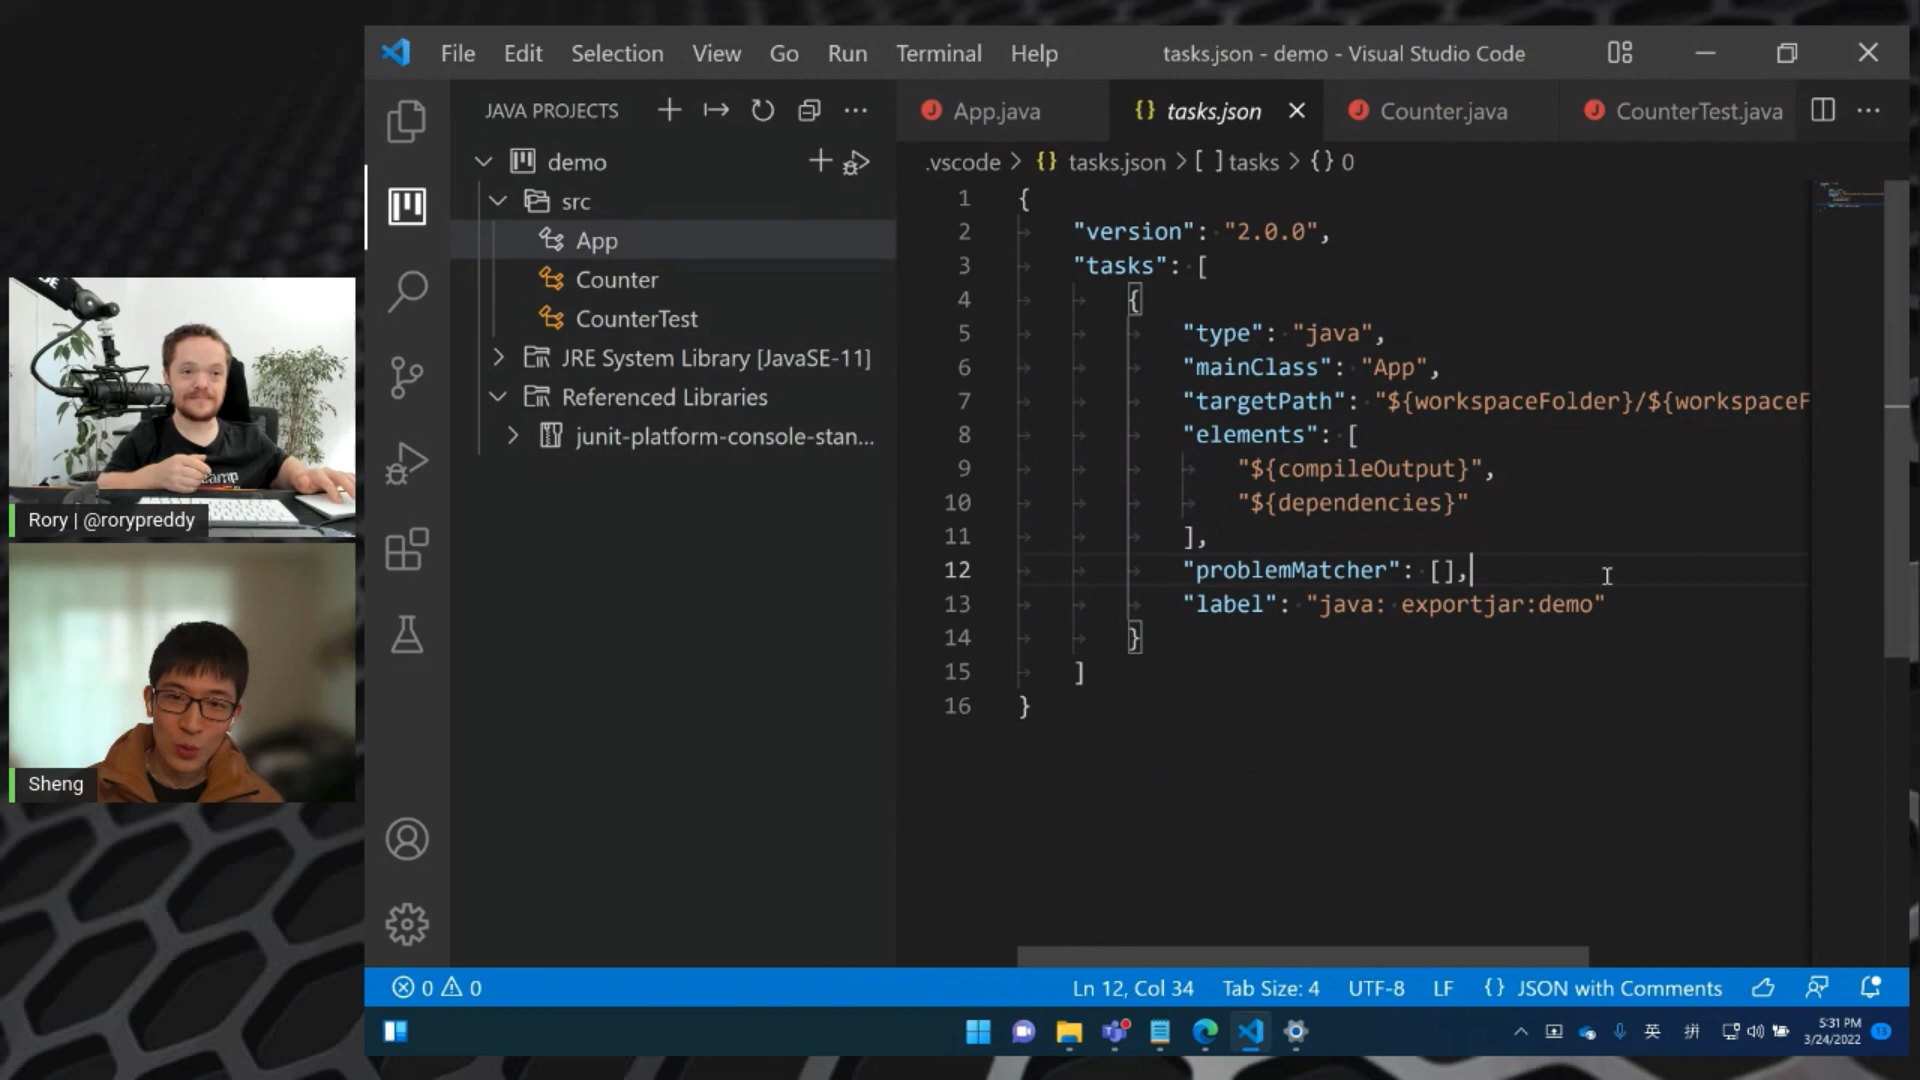 File Edit Selection View Go Run Terminal Help
tasks.json - demo - Visual Studio Code
JAVA PROJECTS
App.java
{} tasks.json
Counter.java
CounterTest.java
demo
.vscode > {} tasks.json > [ ] tasks > {} 0
src
App
Counter
CounterTest
JRE System Library [JavaSE-11]
Referenced Libraries
junit-platform-console-stan...
1 {
2 "version": "2.0.0",
3 "tasks": [
4 {
5 "type": "java",
6 "mainClass": "App",
7 "targetPath": "${workspaceFolder}/${workspaceF
8 "elements": [
9 "${compileOutput}",
10 "${dependencies}"
11 ],
12 "problemMatcher": [],
13 "label": "java: exportjar:demo"
14 }
15 ]
16 }
Rory | @rorypreddy
Sheng
0 0
Ln 12, Col 34 Tab Size: 4 UTF-8 LF {} JSON with Comments
英 拼
5:31 PM
3/24/2022
13